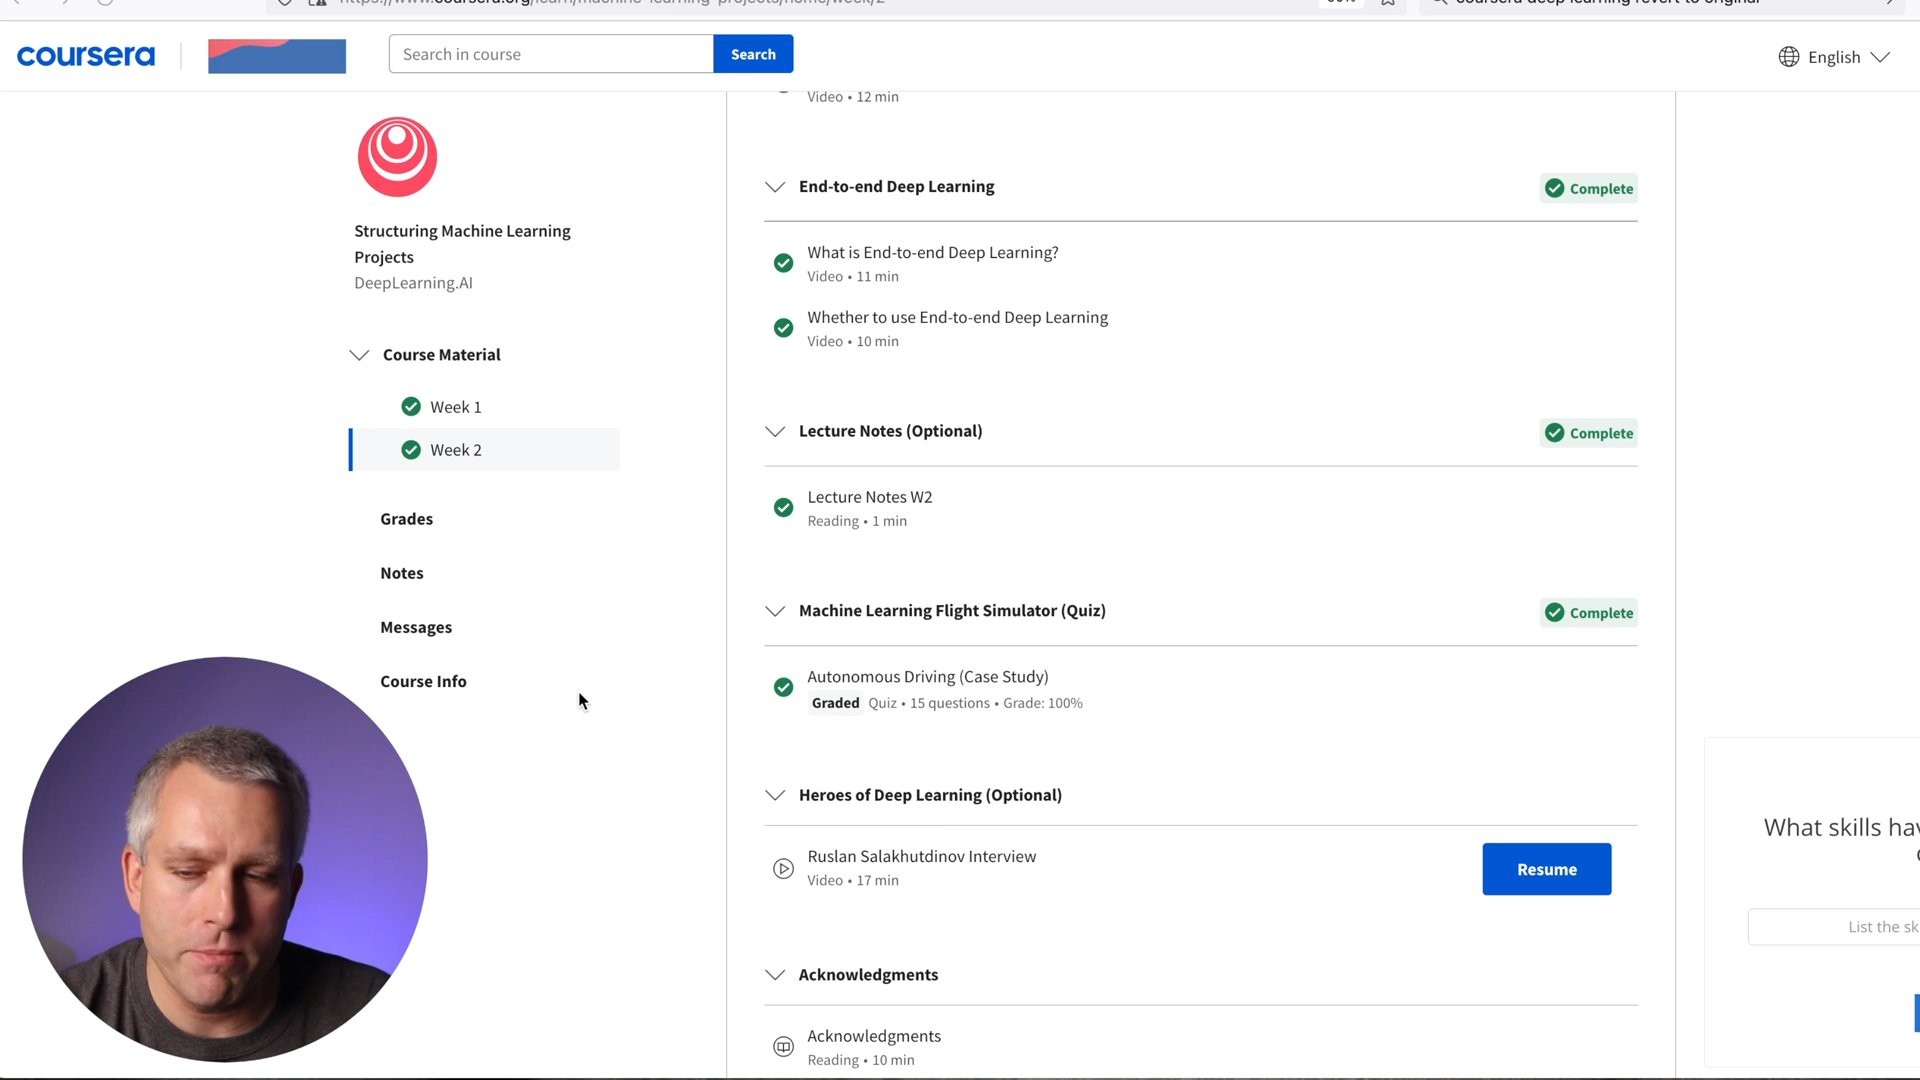 coursera
Search in course
Search
English
Video • 12 min
Structuring Machine Learning
Projects
DeepLearning.AI
Course Material
Week 1
Week 2
Grades
Notes
Messages
Course Info
End-to-end Deep Learning
Complete
What is End-to-end Deep Learning?
Video • 11 min
Whether to use End-to-end Deep Learning
Video • 10 min
Lecture Notes (Optional)
Complete
Lecture Notes W2
Reading • 1 min
Machine Learning Flight Simulator (Quiz)
Complete
Autonomous Driving (Case Study)
Graded Quiz • 15 questions • Grade: 100%
Heroes of Deep Learning (Optional)
Ruslan Salakhutdinov Interview
Video • 17 min
Resume
Acknowledgments
Acknowledgments
Reading • 10 min
What skills
List the